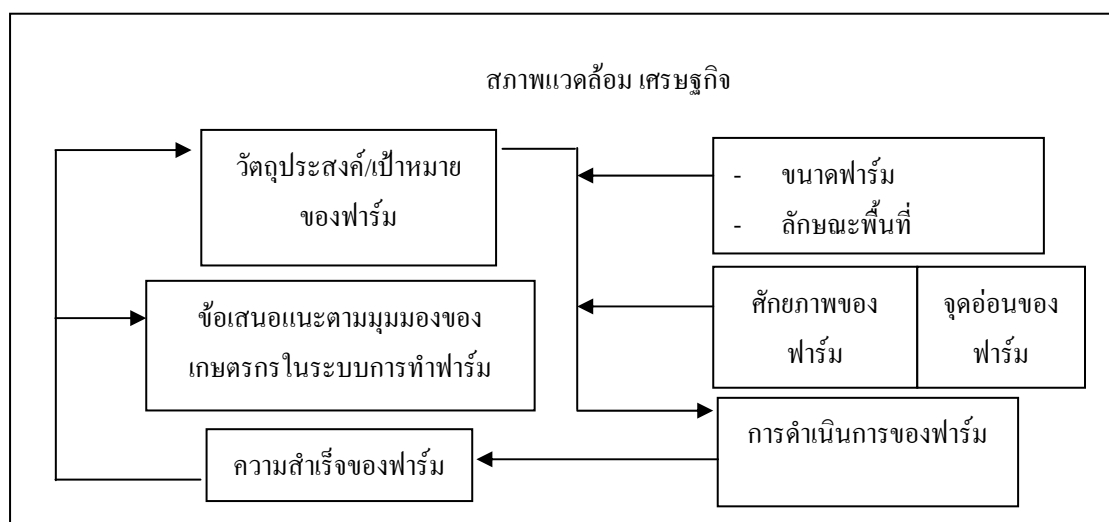 สภาพแวดล้อม เศรษฐกิจ
วัตถุประสงค์/เป้าหมาย
ของฟาร์ม
- ขนาดฟาร์ม
- ลักษณะพื้นที่
ข้อเสนอแนะตามมุมมองของ
เกษตรกรในระบบการทำฟาร์ม
ศักยภาพของ
ฟาร์ม
จุดอ่อนของ
ฟาร์ม
การดำเนินการของฟาร์ม
ความสำเร็จของฟาร์ม